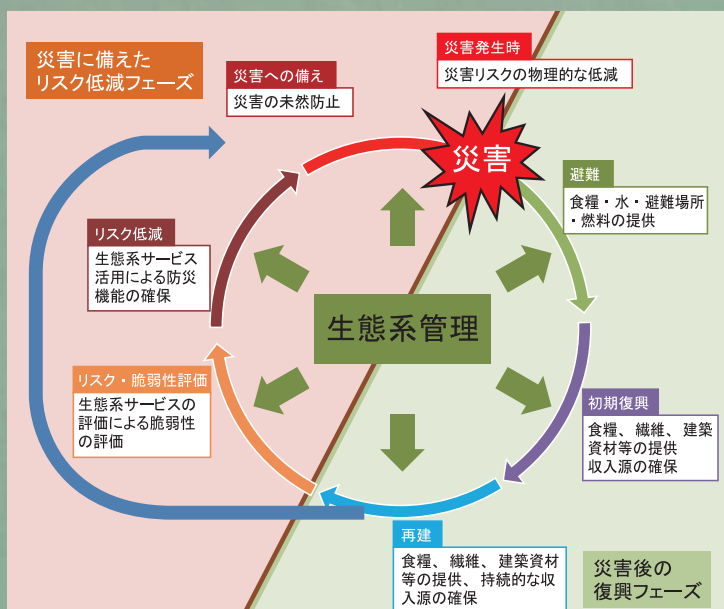 災害に備えた
リスク低減フェーズ
災害への備え
災害の未然防止
災害発生時
災害リスクの物理的な低減
災害
避難
食糧・水・避難場所
・燃料の提供
リスク低減
生態系サービス
活用による防災
機能の確保
生態系管理
リスク・脆弱性評価
生態系サービスの
評価による脆弱性
の評価
初期復興
食糧、繊維、建築
資材等の提供
収入源の確保
再建
食糧、繊維、建築資材
等の提供、持続的な収
入源の確保
災害後の
復興フェーズ